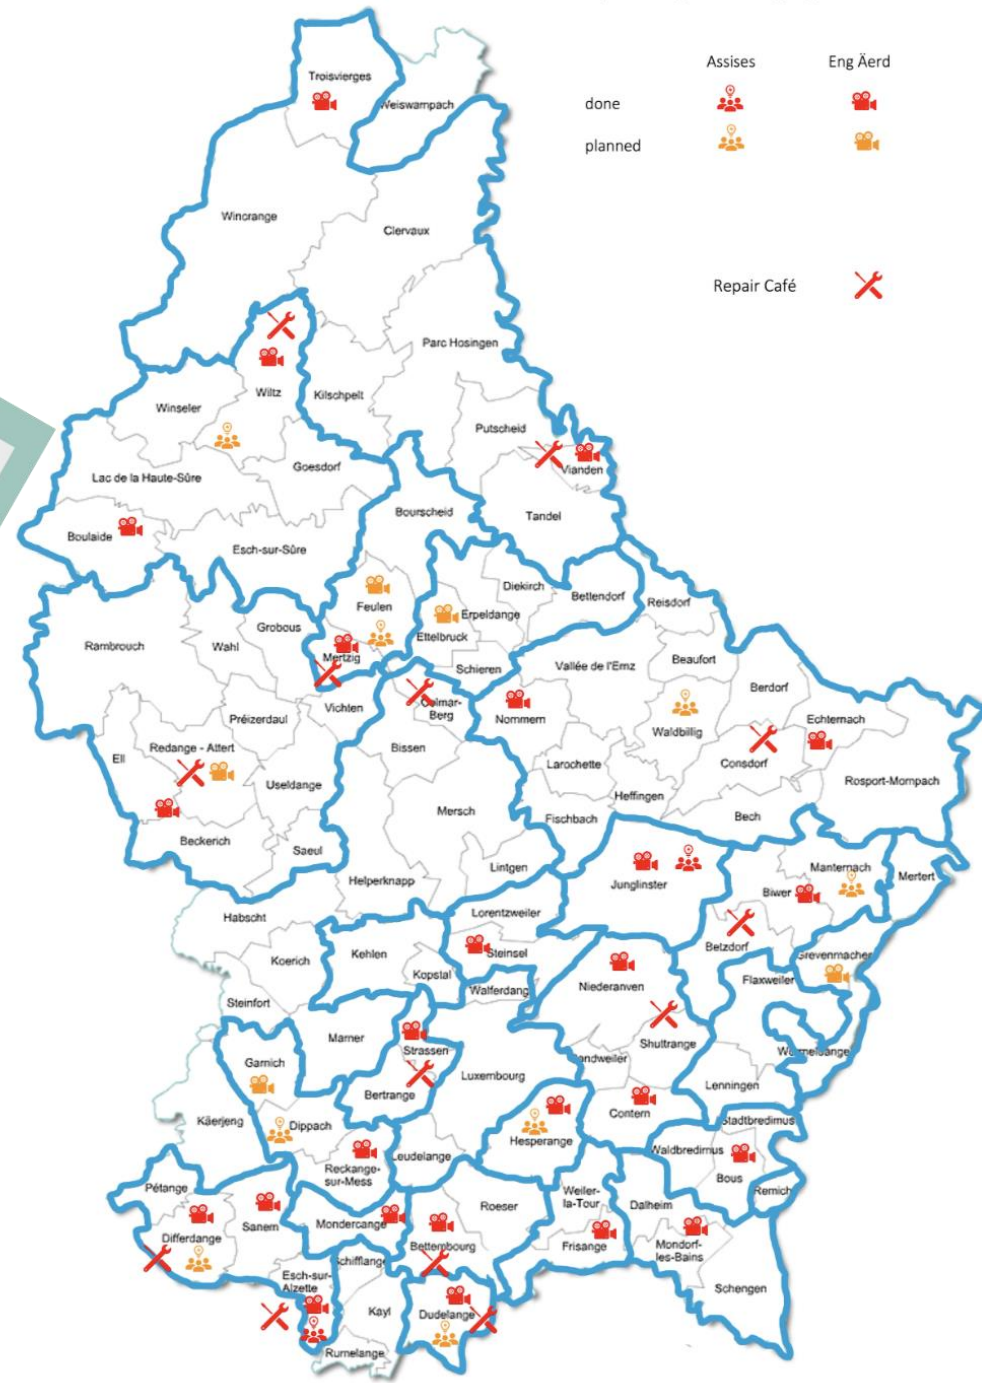 Assises Eng Äerd
done
planned
Repair Café
Troisvierges
Weiswampach
Wincrange
Clervaux
Parc Hosingen
Wiltz
Kilschpelt
Winseler
Putscheid
Goesdorf
Vianden
Lac de la Haute-Sûre
Bourscheid
Tandel
Boulaide
Esch-sur-Sûre
Diekirch
Bettendorf
Reisdorf
Feulen
Erpeldange
Grobous
Ettelbruck
Rambrouch
Wahl
Mertzig
Schieren
Vallée de l'Ernz
Beaufort
Berdorf
Vichten
Colmar-
Berg
Nommern
Préizerdaul
Waldbillig
Echternach
Ell
Redange - Attert
Bissen
Larochette
Consdorf
Rosport-Mompach
Useldange
Heffingen
Mersch
Fischbach
Bech
Beckerich
Saeul
Lintgen
Manternach
Mertert
Helperknapp
Junglinster
Biwer
Habscht
Lorentzweiler
Betzdorf
Koerich
Kehlen
Steinsel
Grevenmacher
Kopstal
Niederanven
Flaxweiler
Walferdang
Steinfort
Mamer
Strassen
Shuttrange
Wormeldange
Garnich
Luxembourg
Sandweiler
Lenningen
Bertrange
Käerjeng
Dippach
Hesperange
Contern
Stadtbredimus
Leudelange
Waldbredimus
Reckange-
sur-Mess
Bous
Remich
Pétange
Weiler-
la-Tour
Dalheim
Roeser
Sanem
Mondercange
Differdange
Bettembourg
Frisange
Mondorf-
les-Bains
Schifflange
Esch-sur-
Alzette
Schengen
Kayl
Dudelange
Rumelange